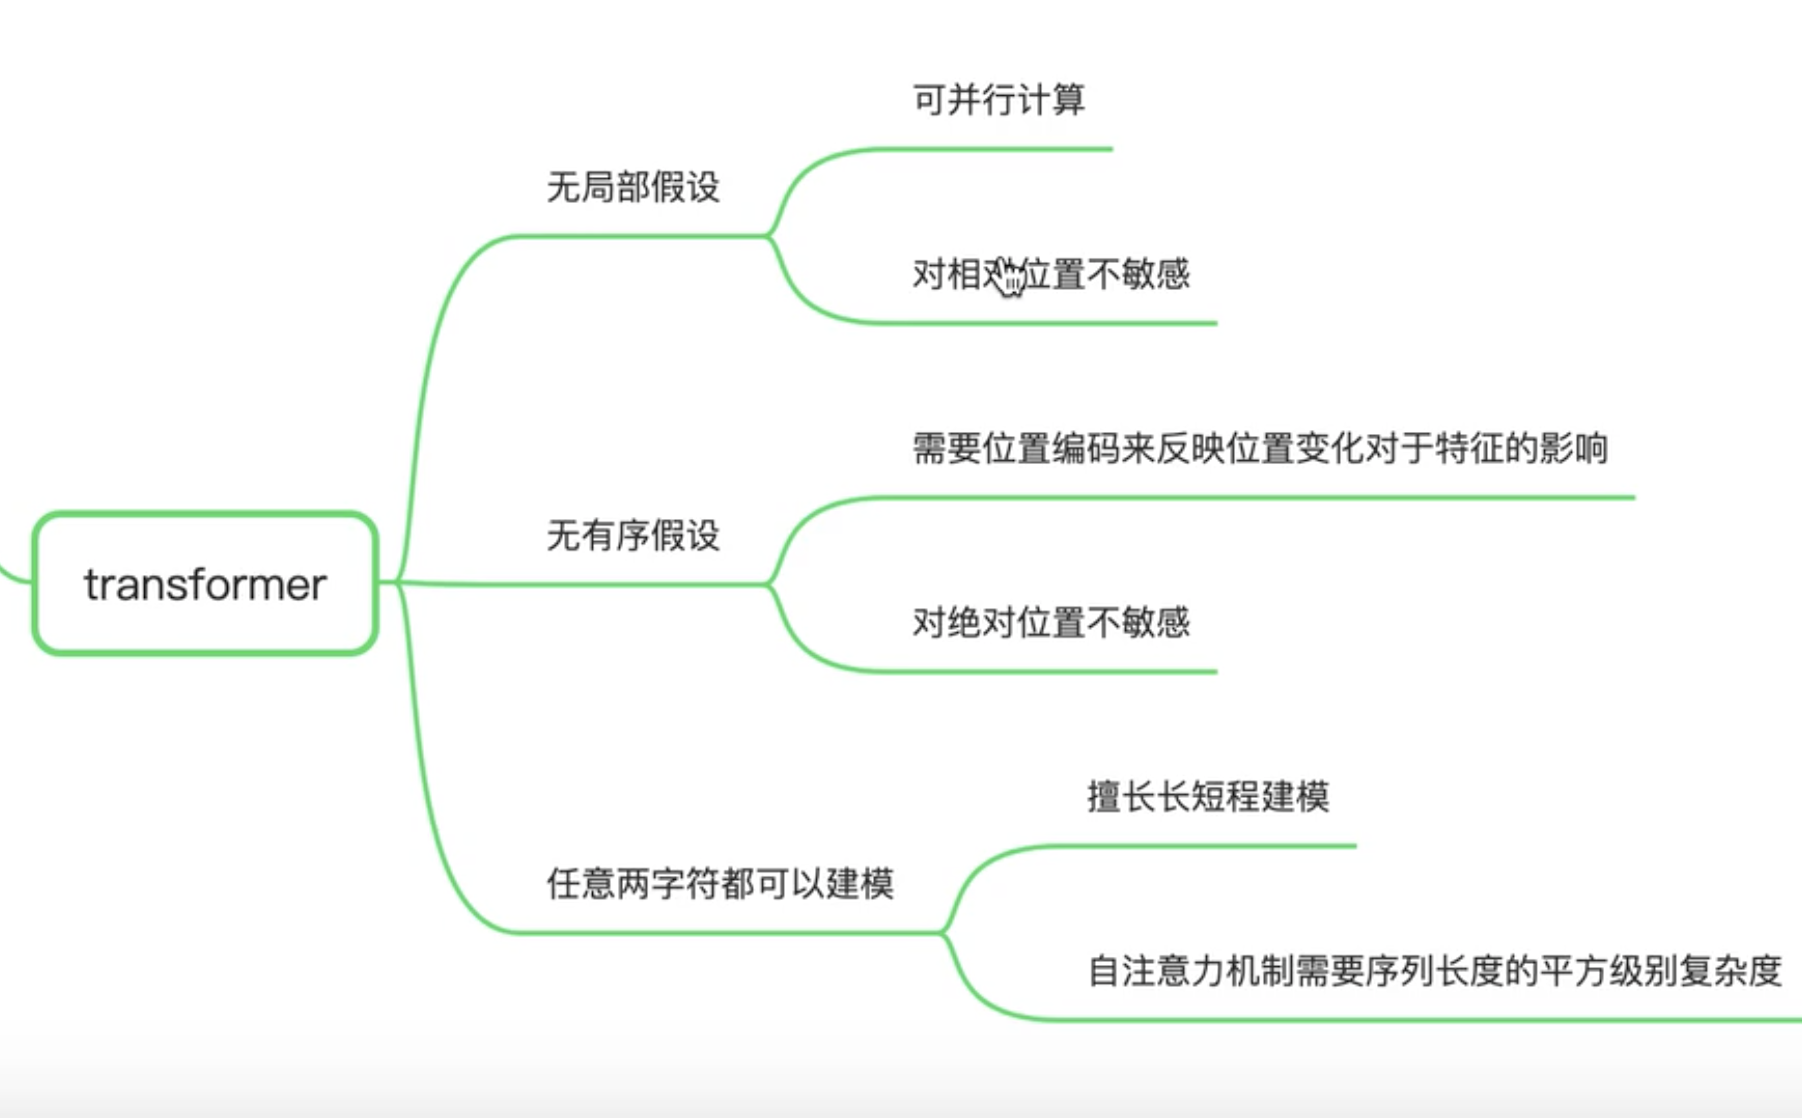 可并行计算
无局部假设
对相对位置不敏感
需要位置编码来反映位置变化对于特征的影响
无有序假设
transformer
对绝对位置不敏感
擅长长短程建模
任意两字符都可以建模
自注意力机制需要序列长度的平方级别复杂度